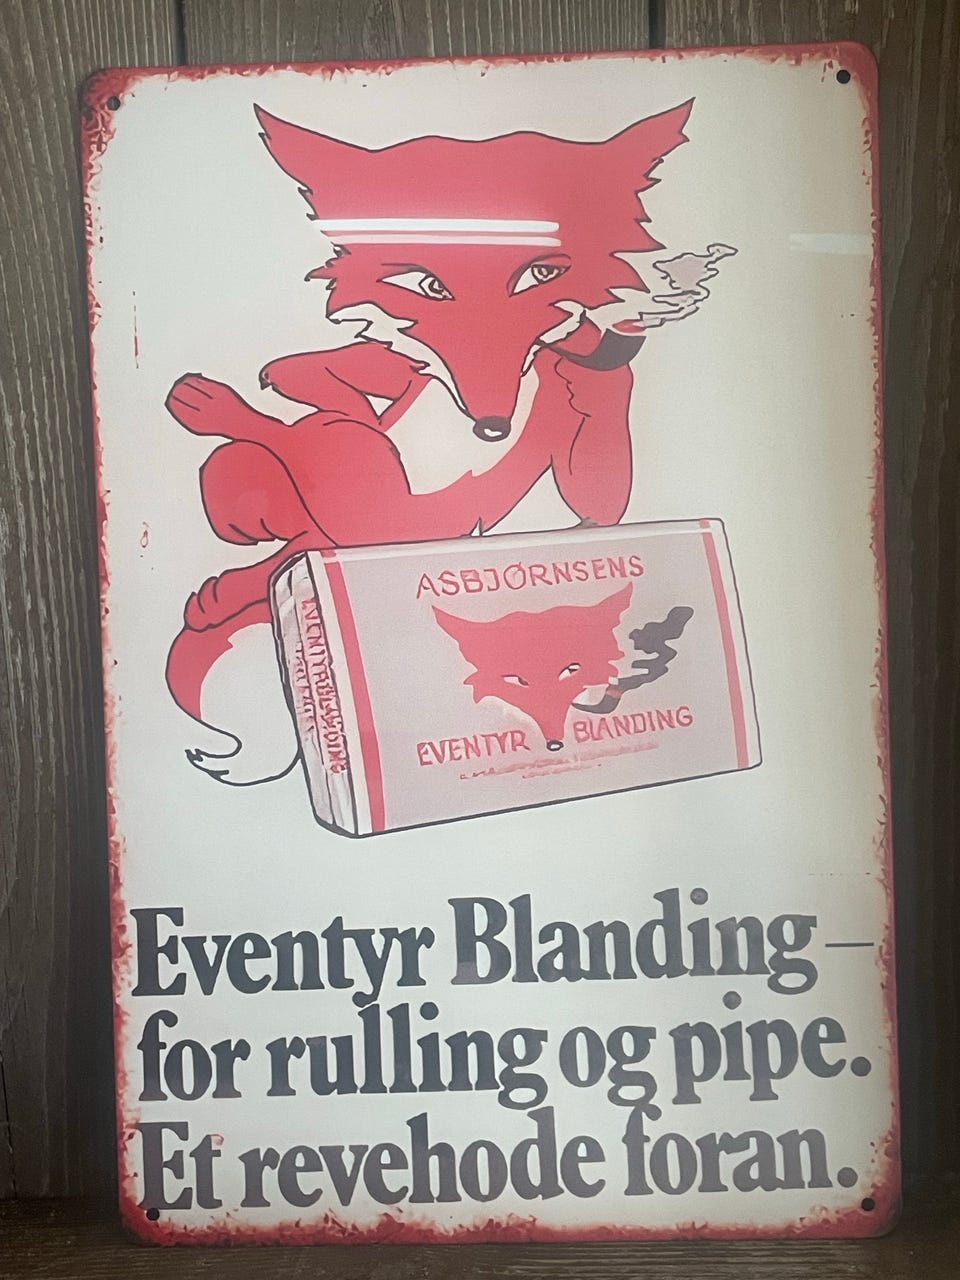 ASBJØRNSENS
EVENTYR BLANDING
Eventyr Blanding –
for rulling og pipe.
Et revehode foran.